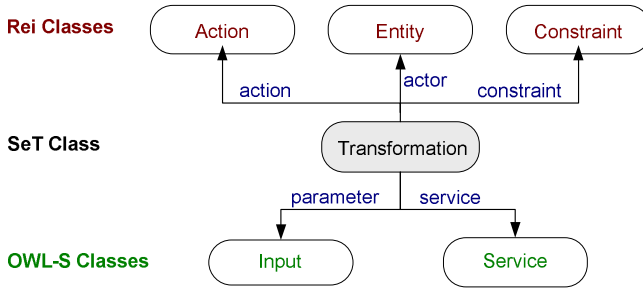 Rei Classes
Action
Entity
Constraint
action
actor
constraint
SeT Class
Transformation
parameter
service
OWL-S Classes
Input
Service